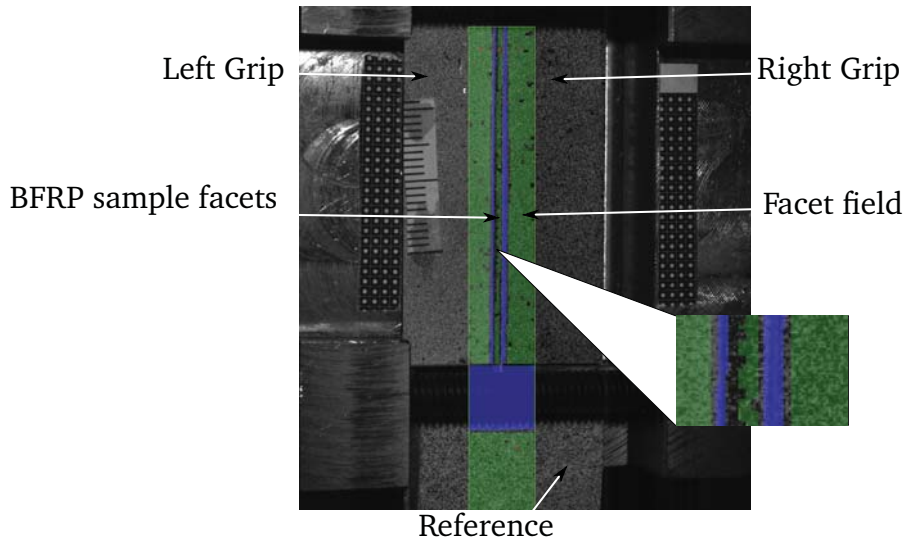 Left Grip
Right Grip
BFRP sample facets
Facet field
Reference